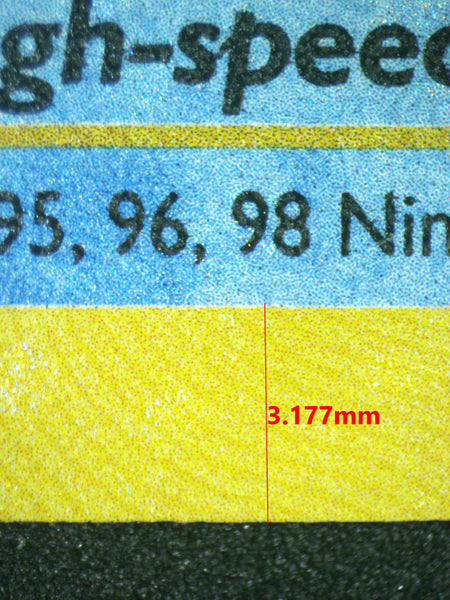 gh-speed
95, 96, 98 Nin
3.177mm